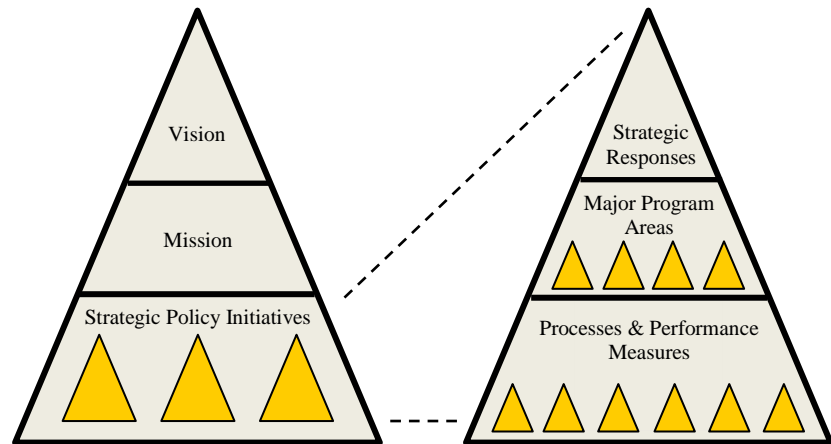 Vision
Mission
Strategic Policy Initiatives
Strategic
Responses
Major Program
Areas
Processes & Performance
Measures